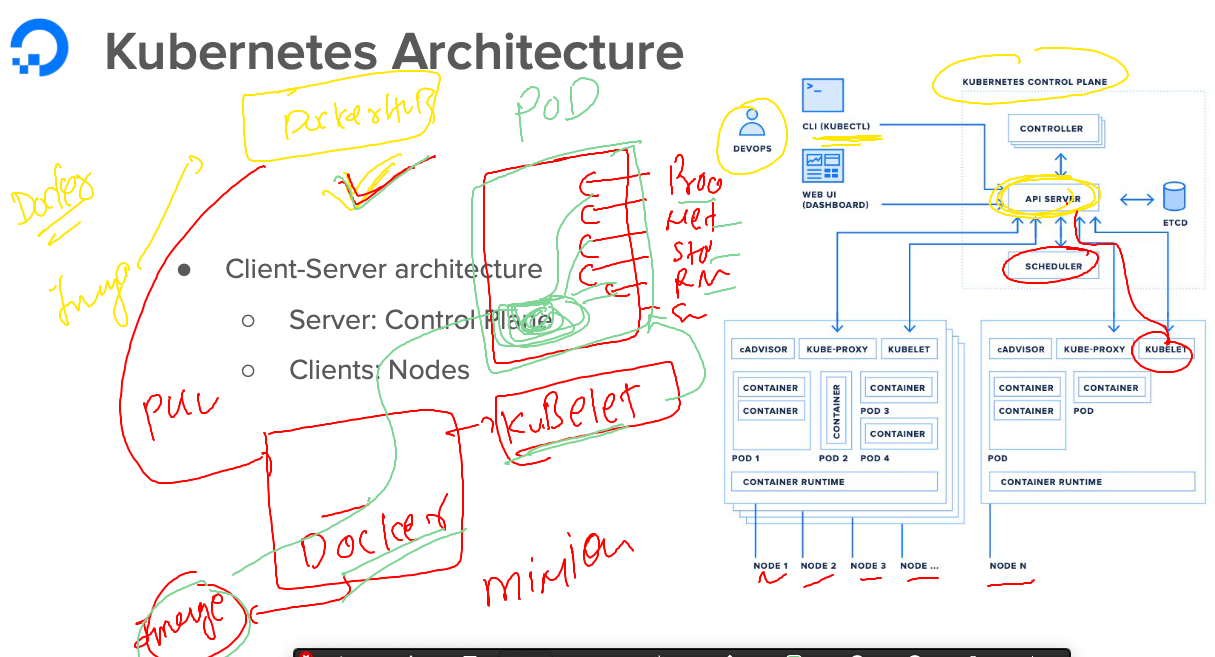 Kubernetes Architecture
DockerHUB
POD
Docker
Image
● Client-Server architecture
○ Server: Control Plane
○ Clients: Nodes
Proc
Net
Sto
RM
PULL
KuBelet
Docker
Image
minion
KUBERNETES CONTROL PLANE
DEVOPS
CLI (KUBECTL)
WEB UI
(DASHBOARD)
CONTROLLER
API SERVER
ETCD
SCHEDULER
cADVISOR
KUBE-PROXY
KUBELET
CONTAINER
CONTAINER
POD 1
CONTAINER
POD 2
CONTAINER
POD 3
CONTAINER
POD 4
CONTAINER RUNTIME
NODE 1
NODE 2
NODE 3
NODE ...
cADVISOR
KUBE-PROXY
KUBELET
CONTAINER
CONTAINER
POD
CONTAINER
POD
CONTAINER RUNTIME
NODE N